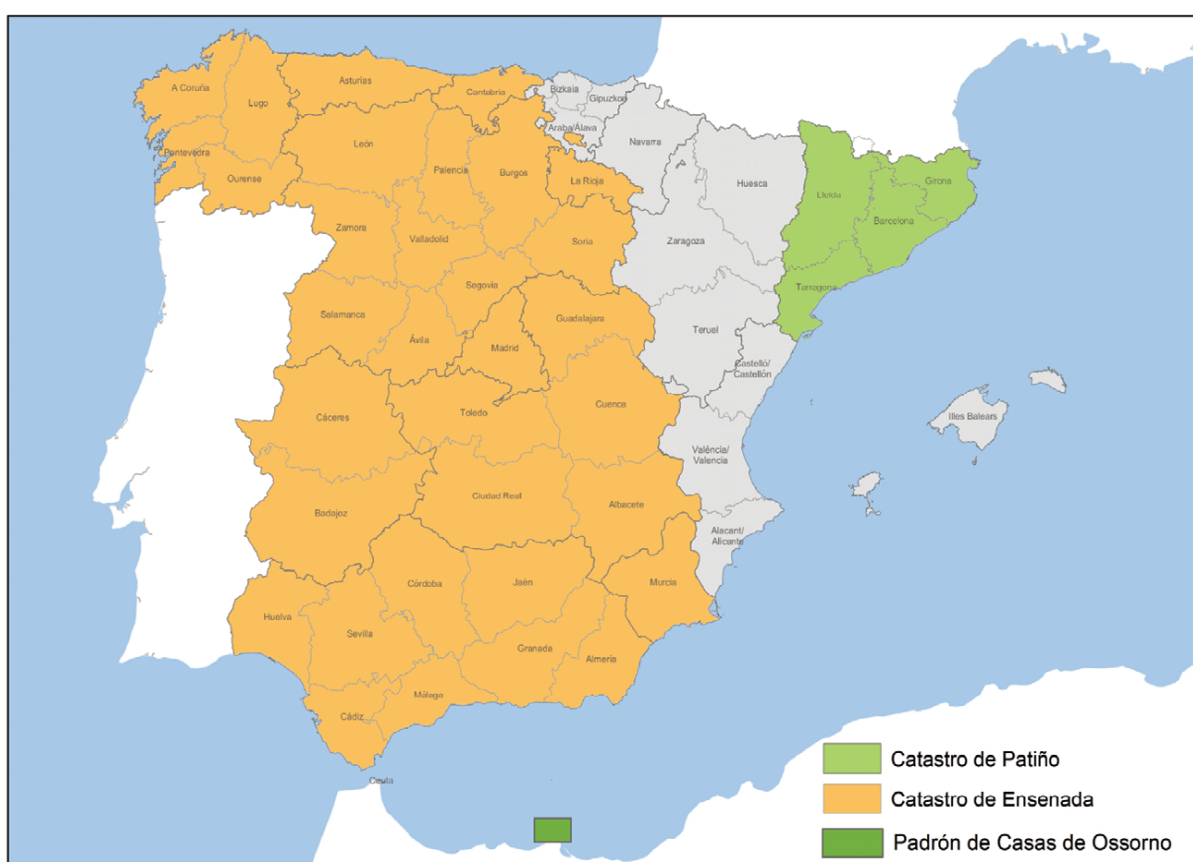 A Coruña
Lugo
Asturias
Cantabria
Bizkaia
Gipuzkoa
Araba/Álava
Navarra
Pontevedra
Ourense
León
Palencia
Burgos
La Rioja
Huesca
Lleida
Girona
Barcelona
Zamora
Valladolid
Soria
Zaragoza
Tarragona
Segovia
Salamanca
Ávila
Madrid
Guadalajara
Teruel
Castelló/
Castellón
Cáceres
Toledo
Cuenca
Illes Balears
València/
Valencia
Badajoz
Ciudad Real
Albacete
Alacant/
Alicante
Huelva
Sevilla
Córdoba
Jaén
Murcia
Granada
Almería
Málaga
Cádiz
Ceuta
Catastro de Patiño
Catastro de Ensenada
Padrón de Casas de Ossorno